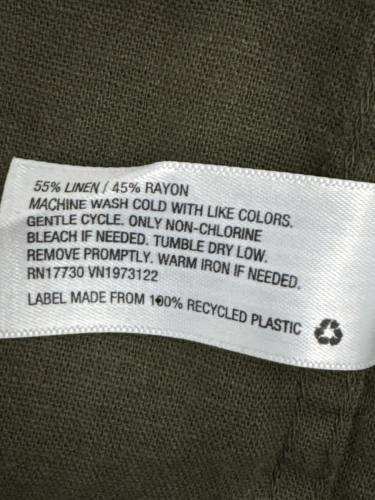 55% LINEN / 45% RAYON
MACHINE WASH COLD WITH LIKE COLORS.
GENTLE CYCLE. ONLY NON-CHLORINE
BLEACH IF NEEDED. TUMBLE DRY LOW.
REMOVE PROMPTLY. WARM IRON IF NEEDED.
RN17730 VN1973122
LABEL MADE FROM 100% RECYCLED PLASTIC